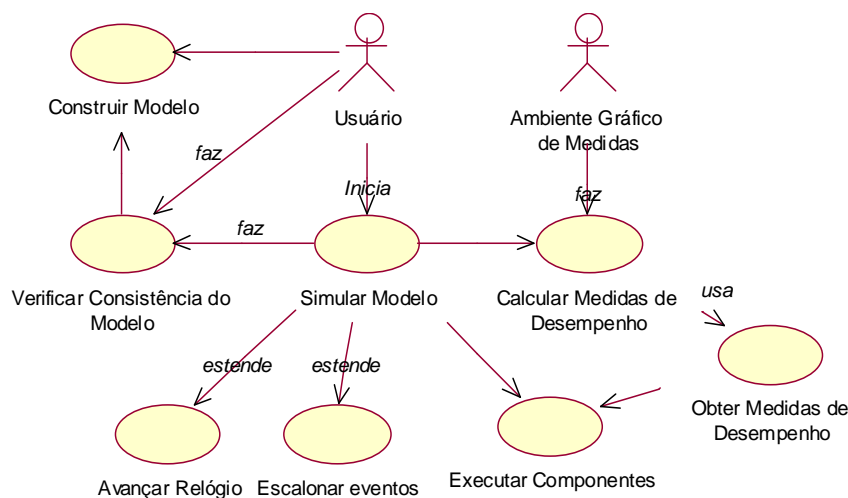 Construir Modelo
Usuário
Ambiente Gráfico
de Medidas
faz
Inicia
faz
faz
Verificar Consistência do
Modelo
Simular Modelo
Calcular Medidas de
Desempenho
usa
estende
estende
Obter Medidas de
Desempenho
Avançar Relógio
Escalonar eventos
Executar Componentes